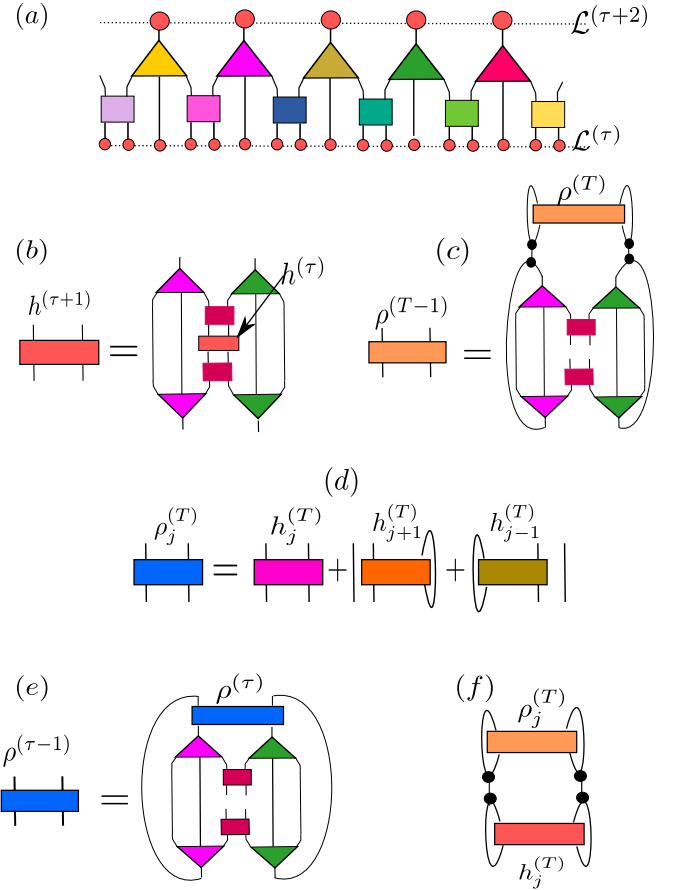 (a)
𝓛^(τ+2)
𝓛^(τ)
(b)
h^(τ+1)
=
h^(τ)
(c)
ρ^(T)
ρ^(T−1)
=
(d)
ρ_j^(T) = h_j^(T) + h_{j+1}^(T) + h_{j−1}^(T)
(e)
ρ^(τ)
ρ^(τ−1)
=
(f)
ρ_j^(T)
h_j^(T)